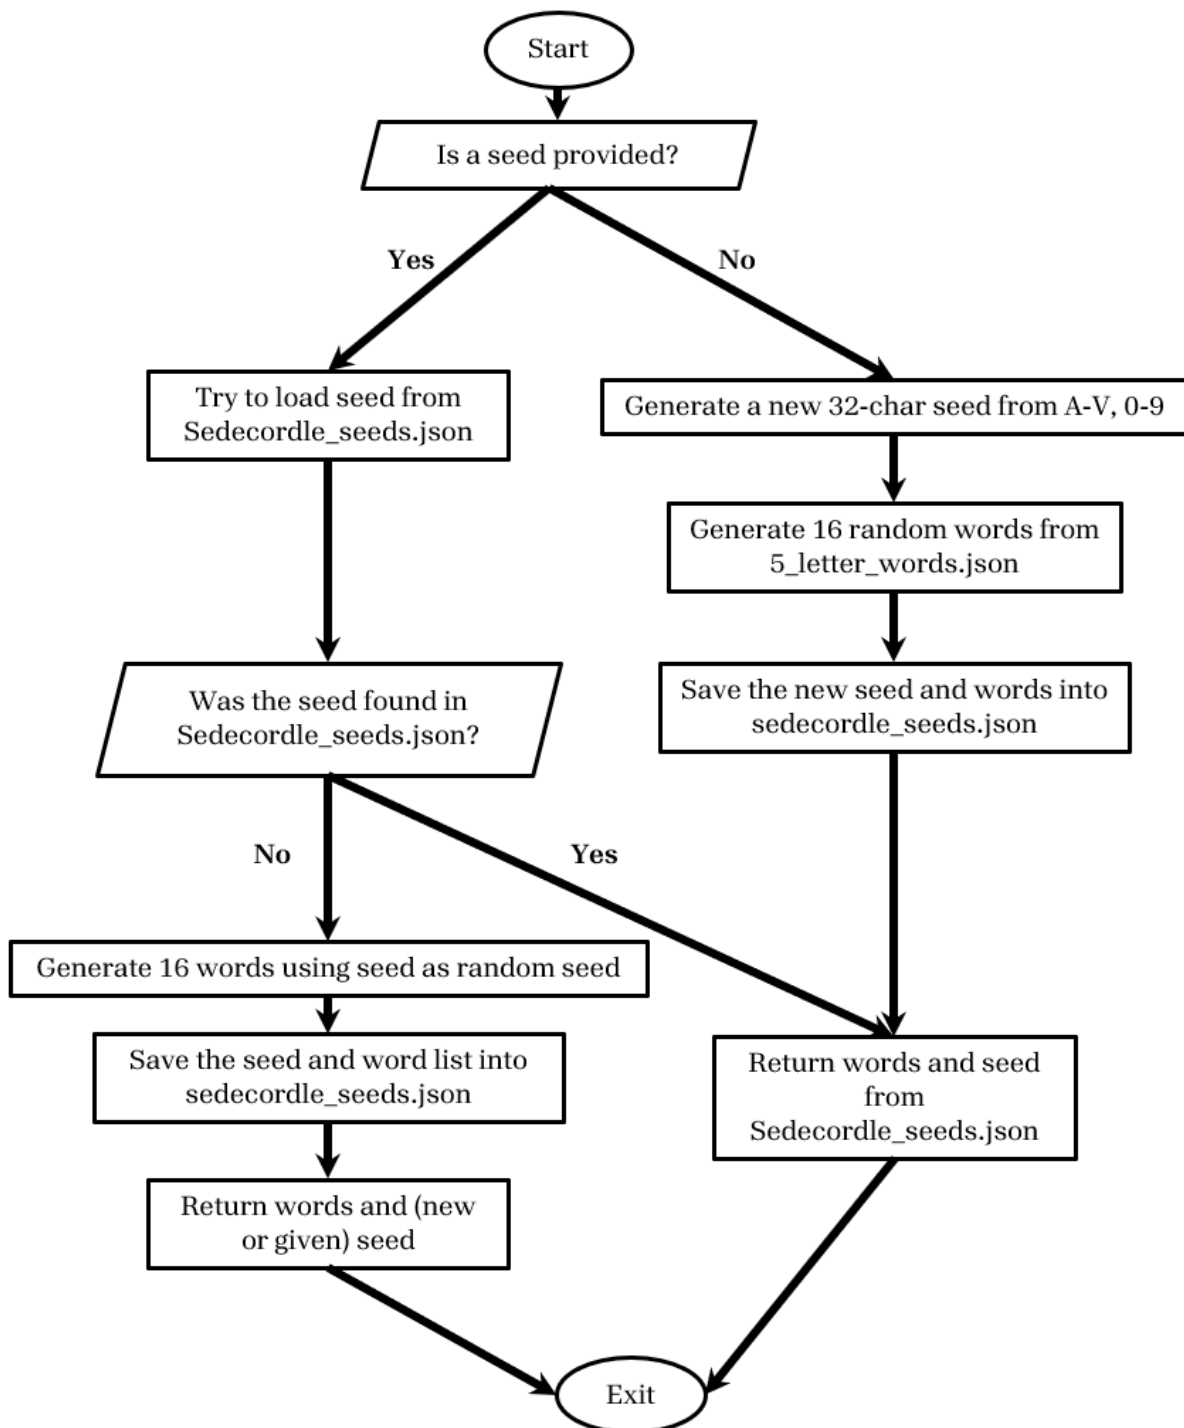 Start
Is a seed provided?
Yes
No
Try to load seed from
Sedecordle_seeds.json
Generate a new 32-char seed from A-V, 0-9
Generate 16 random words from
5_letter_words.json
Was the seed found in
Sedecordle_seeds.json?
Save the new seed and words into
sedecordle_seeds.json
No
Yes
Generate 16 words using seed as random seed
Save the seed and word list into
sedecordle_seeds.json
Return words and seed
from
Sedecordle_seeds.json
Return words and (new
or given) seed
Exit